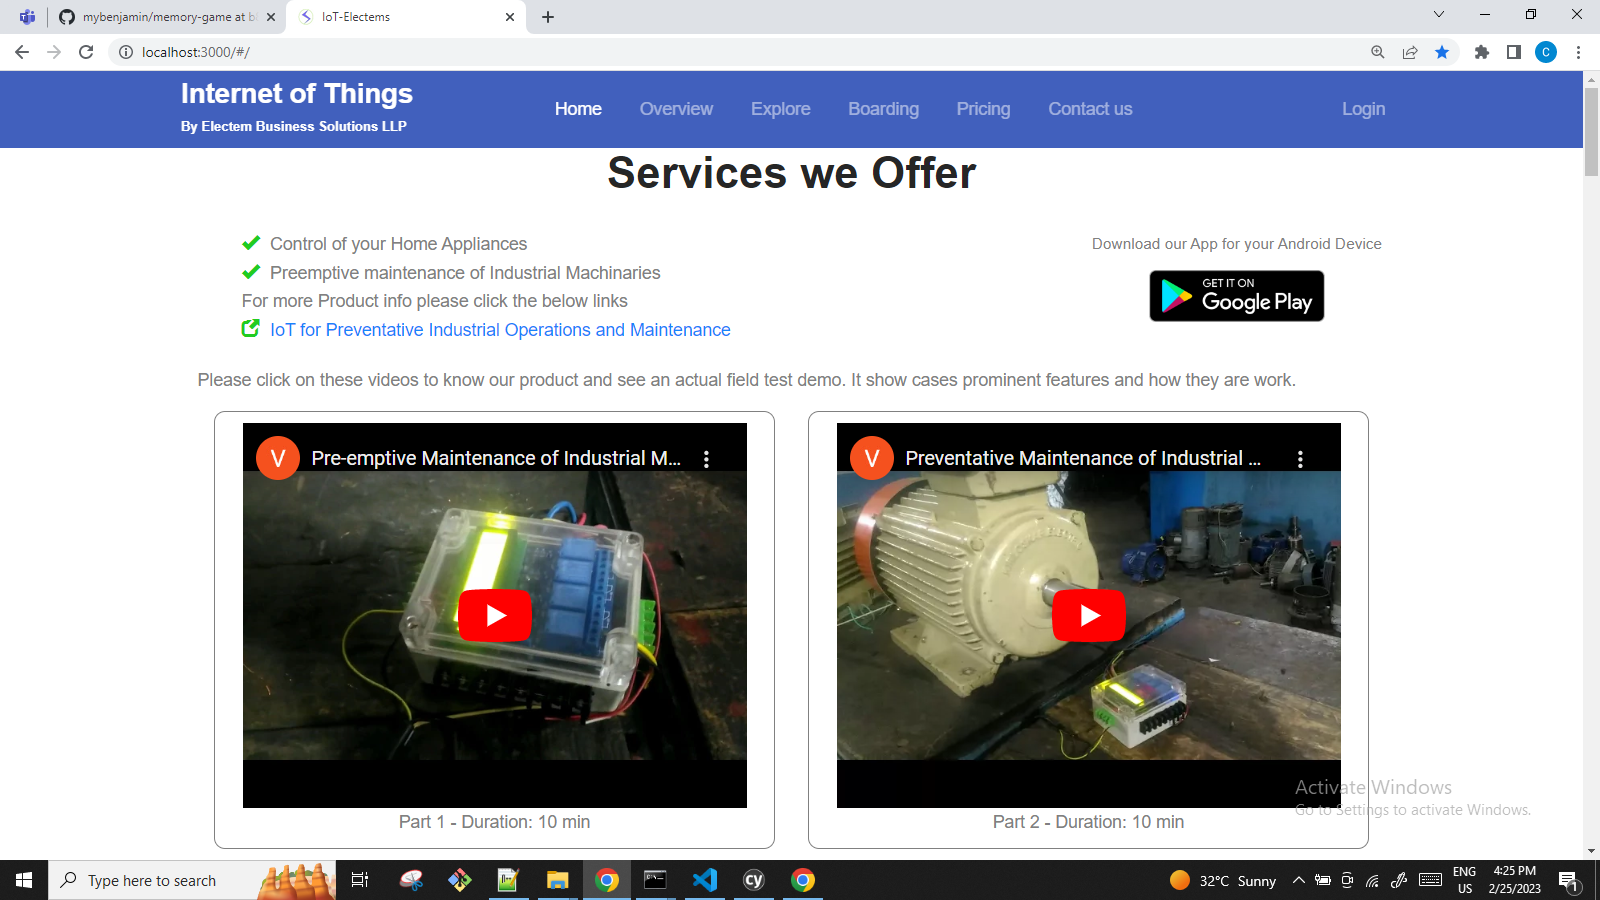 mybenjamin/memory-game at b
IoT-Electems
localhost:3000/#/
C
Internet of Things
By Electem Business Solutions LLP
Home
Overview
Explore
Boarding
Pricing
Contact us
Login
Services we Offer
Control of your Home Appliances
Preemptive maintenance of Industrial Machinaries
For more Product info please click the below links
IoT for Preventative Industrial Operations and Maintenance
Download our App for your Android Device
GET IT ON
Google Play
Please click on these videos to know our product and see an actual field test demo. It show cases prominent features and how they are work.
V
Pre-emptive Maintenance of Industrial M...
Part 1 - Duration: 10 min
V
Preventative Maintenance of Industrial ...
Part 2 - Duration: 10 min
Activate Windows
Go to Settings to activate Windows.
Type here to search
cy
32°C Sunny
ENG
US
4:25 PM
2/25/2023
1